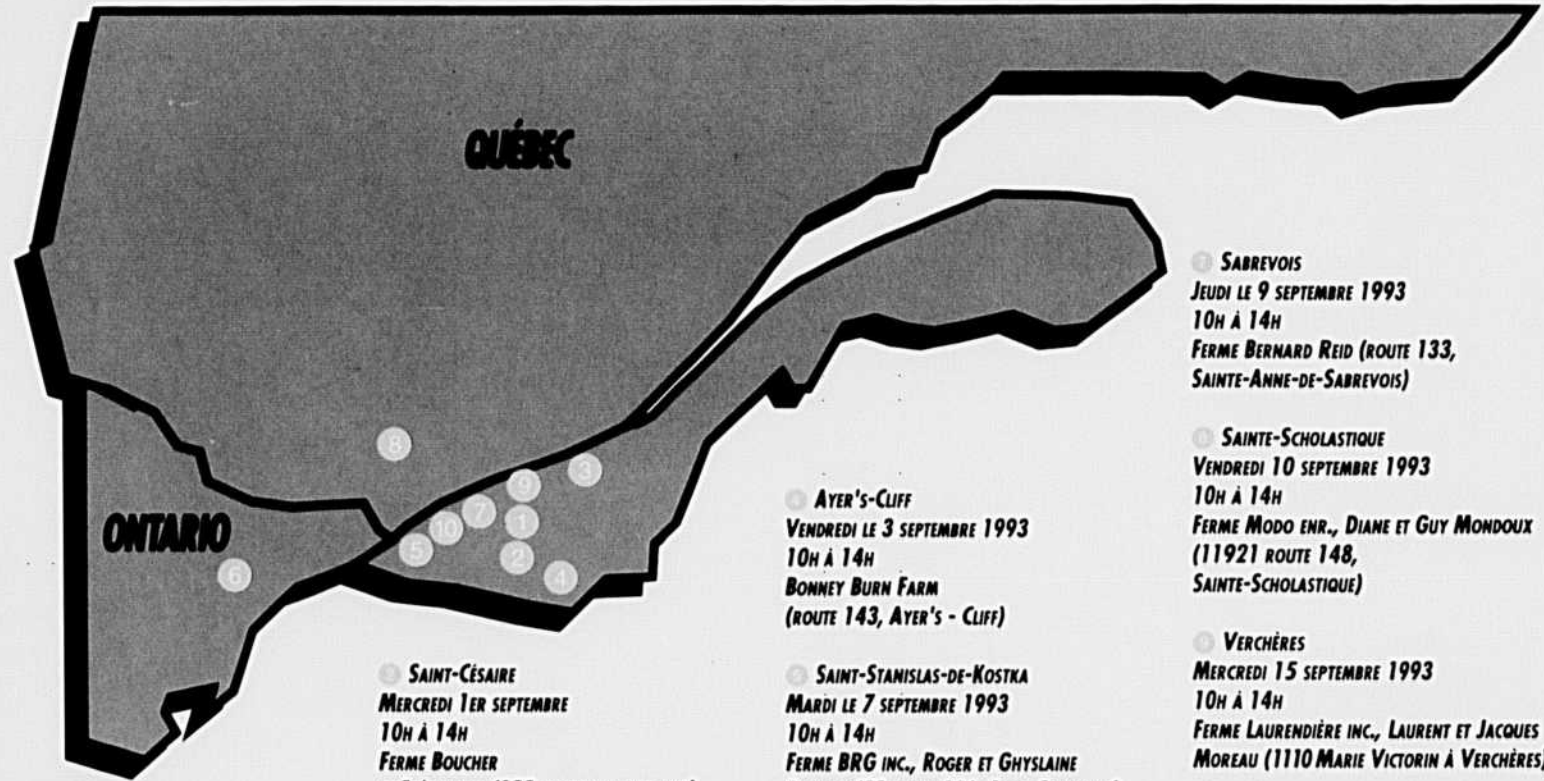 QUÉBEC
ONTARIO
8
3
9
7
1
10
5
2
4
6
SAINT-CÉSAIRE
MERCREDI 1ER SEPTEMBRE
10H À 14H
FERME BOUCHER
4 AYER'S-CLIFF
VENDREDI LE 3 SEPTEMBRE 1993
10H À 14H
BONNEY BURN FARM
(ROUTE 143, AYER'S - CLIFF)
5 SAINT-STANISLAS-DE-KOSTKA
MARDI LE 7 SEPTEMBRE 1993
10H À 14H
FERME BRG INC., ROGER ET GHYSLAINE
SABREVOIS
JEUDI LE 9 SEPTEMBRE 1993
10H À 14H
FERME BERNARD REID (ROUTE 133,
SAINTE-ANNE-DE-SABREVOIS)
SAINTE-SCHOLASTIQUE
VENDREDI 10 SEPTEMBRE 1993
10H À 14H
FERME MODO ENR., DIANE ET GUY MONDOUX
(11921 ROUTE 148,
SAINTE-SCHOLASTIQUE)
VERCHÈRES
MERCREDI 15 SEPTEMBRE 1993
10H À 14H
FERME LAURENDIÈRE INC., LAURENT ET JACQUES
MOREAU (1110 MARIE VICTORIN À VERCHÈRES)